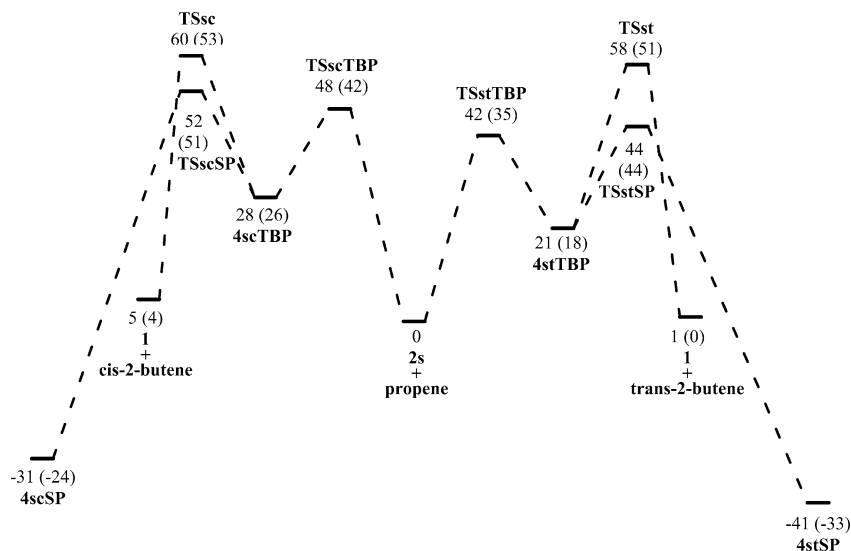 TSsc
60 (53)
TSscTBP
48 (42)
TSstTBP
42 (35)
TSst
58 (51)
52
(51)
TSscSP
44
(44)
TSstSP
28 (26)
4scTBP
21 (18)
4stTBP
5 (4)
1
+
cis-2-butene
0
2s
+
propene
1 (0)
1
+
trans-2-butene
-31 (-24)
4scSP
-41 (-33)
4stSP